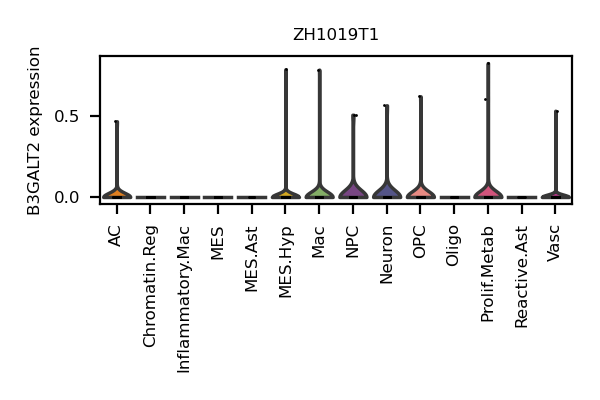 ZH1019T1
B3GALT2 expression
0.5
0.0
AC
Chromatin.Reg
Inflammatory.Mac
MES
MES.Ast
MES.Hyp
Mac
NPC
Neuron
OPC
Oligo
Prolif.Metab
Reactive.Ast
Vasc